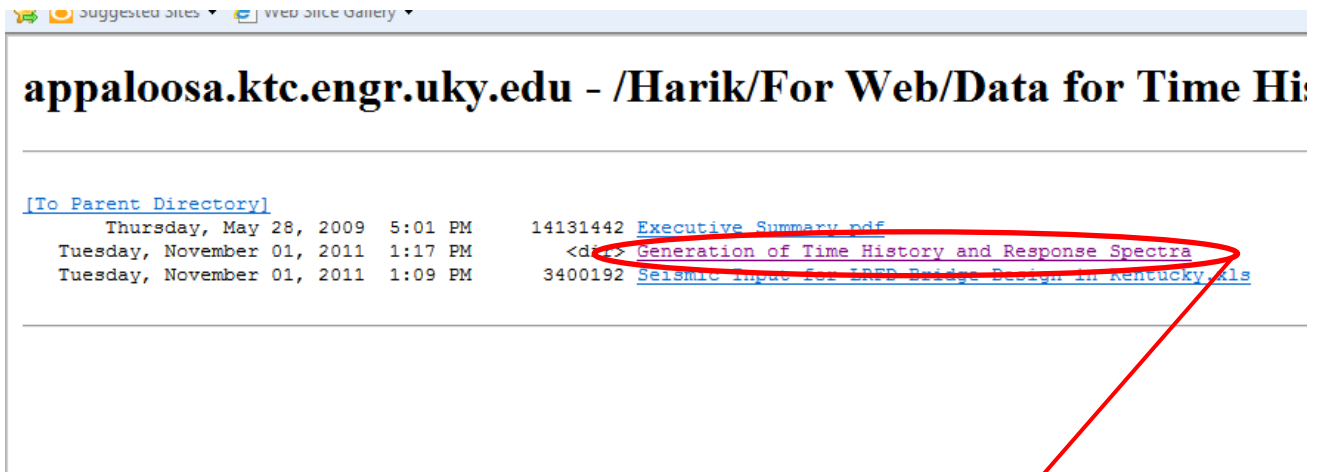 Suggested Sites ▾ Web Slice Gallery ▾
appaloosa.ktc.engr.uky.edu - /Harik/For Web/Data for Time His
[To Parent Directory]
Thursday, May 28, 2009 5:01 PM 14131442 Executive Summary.pdf
Tuesday, November 01, 2011 1:17 PM <dir> Generation of Time History and Response Spectra
Tuesday, November 01, 2011 1:09 PM 3400192 Seismic Input for LRFD Bridge Design in Kentucky.xls